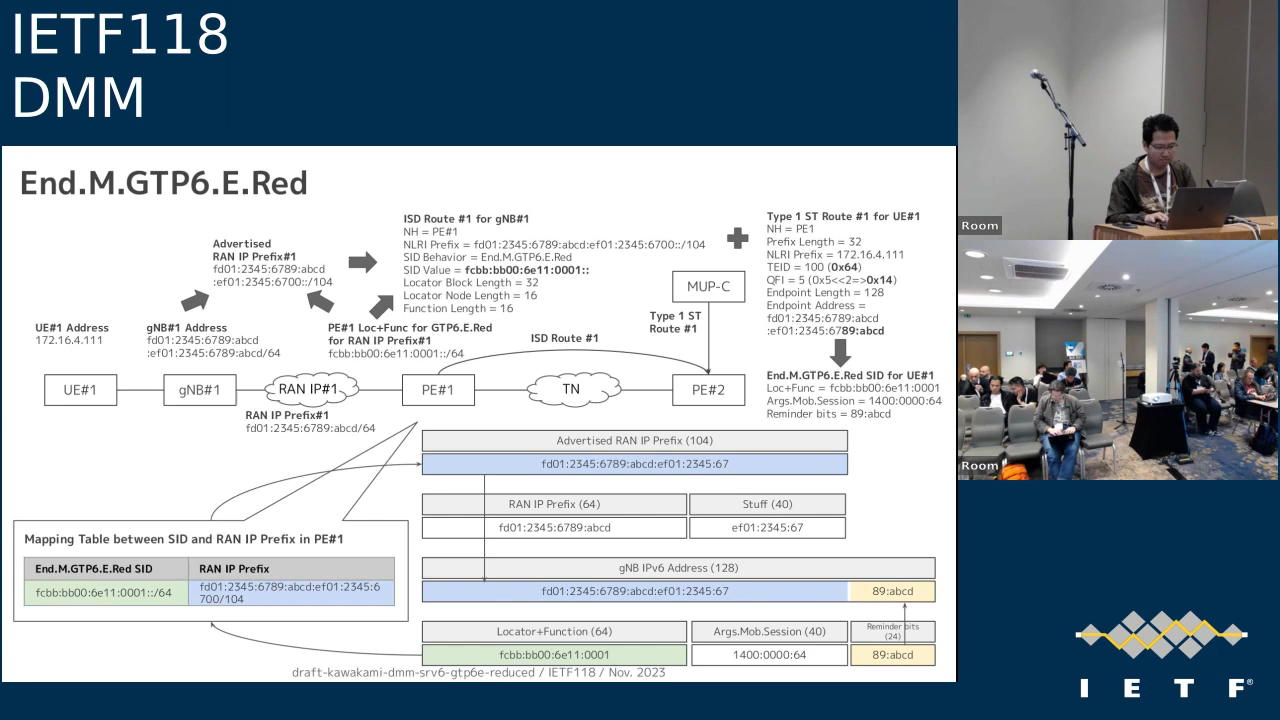 IETF118
DMM
End.M.GTP6.E.Red
Advertised
RAN IP Prefix#1
fd01:2345:6789:abcd
:ef01:2345:6700::/104
ISD Route #1 for gNB#1
NH = PE#1
NLRI Prefix = fd01:2345:6789:abcd:ef01:2345:6700::/104
SID Behavior = End.M.GTP6.E.Red
SID Value = fcbb:bb00:6e11:0001::
Locator Block Length = 32
Locator Node Length = 16
Function Length = 16
Type 1 ST Route #1 for UE#1
NH = PE1
Prefix Length = 32
NLRI Prefix = 172.16.4.111
TEID = 100 (0x64)
QFI = 5 (0x5<<2=>0x14)
Endpoint Length = 128
Endpoint Address =
fd01:2345:6789:abcd
:ef01:2345:6789:abcd
MUP-C
Type 1 ST
Route #1
UE#1 Address
172.16.4.111
gNB#1 Address
fd01:2345:6789:abcd
:ef01:2345:6789:abcd/64
PE#1 Loc+Func for GTP6.E.Red
for RAN IP Prefix#1
fcbb:bb00:6e11:0001::/64
ISD Route #1
UE#1
gNB#1
RAN IP#1
PE#1
TN
PE#2
RAN IP Prefix#1
fd01:2345:6789:abcd/64
End.M.GTP6.E.Red SID for UE#1
Loc+Func = fcbb:bb00:6e11:0001
Args.Mob.Session = 1400:0000:64
Reminder bits = 89:abcd
Advertised RAN IP Prefix (104)
fd01:2345:6789:abcd:ef01:2345:67
RAN IP Prefix (64)
Stuff (40)
fd01:2345:6789:abcd
ef01:2345:67
Mapping Table between SID and RAN IP Prefix in PE#1
End.M.GTP6.E.Red SID
RAN IP Prefix
fcbb:bb00:6e11:0001::/64
fd01:2345:6789:abcd:ef01:2345:6
700/104
gNB IPv6 Address (128)
fd01:2345:6789:abcd:ef01:2345:67
89:abcd
Locator+Function (64)
Args.Mob.Session (40)
Reminder bits
(24)
fcbb:bb00:6e11:0001
1400:0000:64
89:abcd
draft-kawakami-dmm-srv6-gtp6e-reduced / IETF118 / Nov. 2023
Room
Room
I E T F®